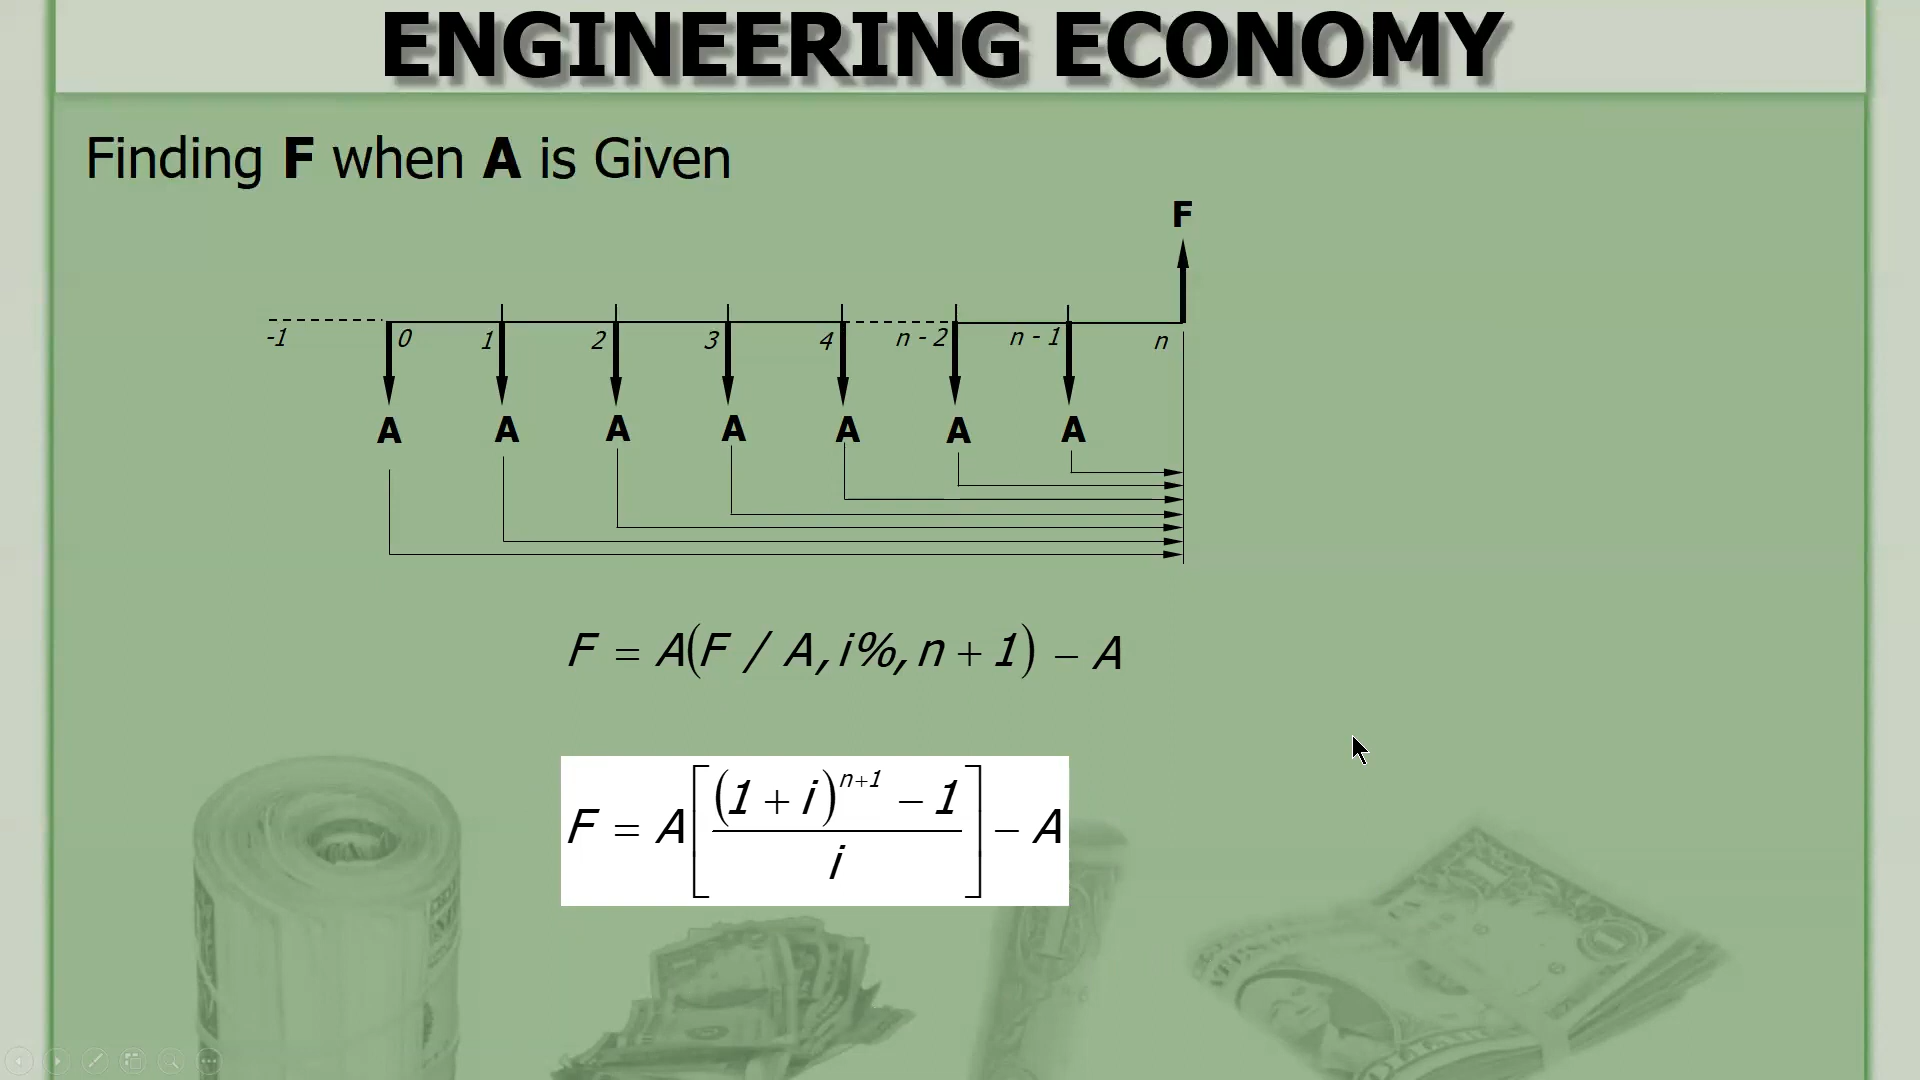 ENGINEERING ECONOMY
Finding F when A is Given
F
-1 0 1 2 3 4 n - 2 n - 1 n
A A A A A A A
F = A(F / A, i%, n + 1) − A
F = A[((1 + i)^{n+1} − 1) / i] − A